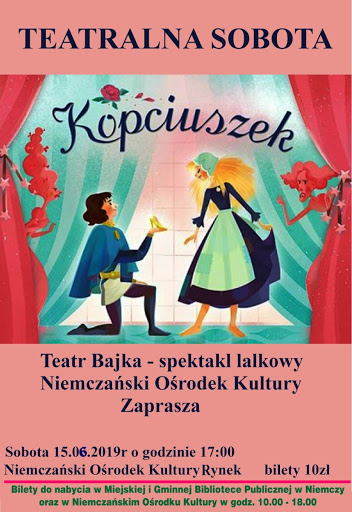 TEATRALNA SOBOTA
Kopciuszek
Teatr Bajka - spektakl lalkowy
Niemczański Ośrodek Kultury
Zaprasza
Sobota 15.06.2019r o godzinie 17:00
Niemczański Ośrodek Kultury Rynek bilety 10zł
Bilety do nabycia w Miejskiej i Gminnej Bibliotece Publicznej w Niemczy
oraz w Niemczańskim Ośrodku Kultury w godz. 10.00 - 18.00